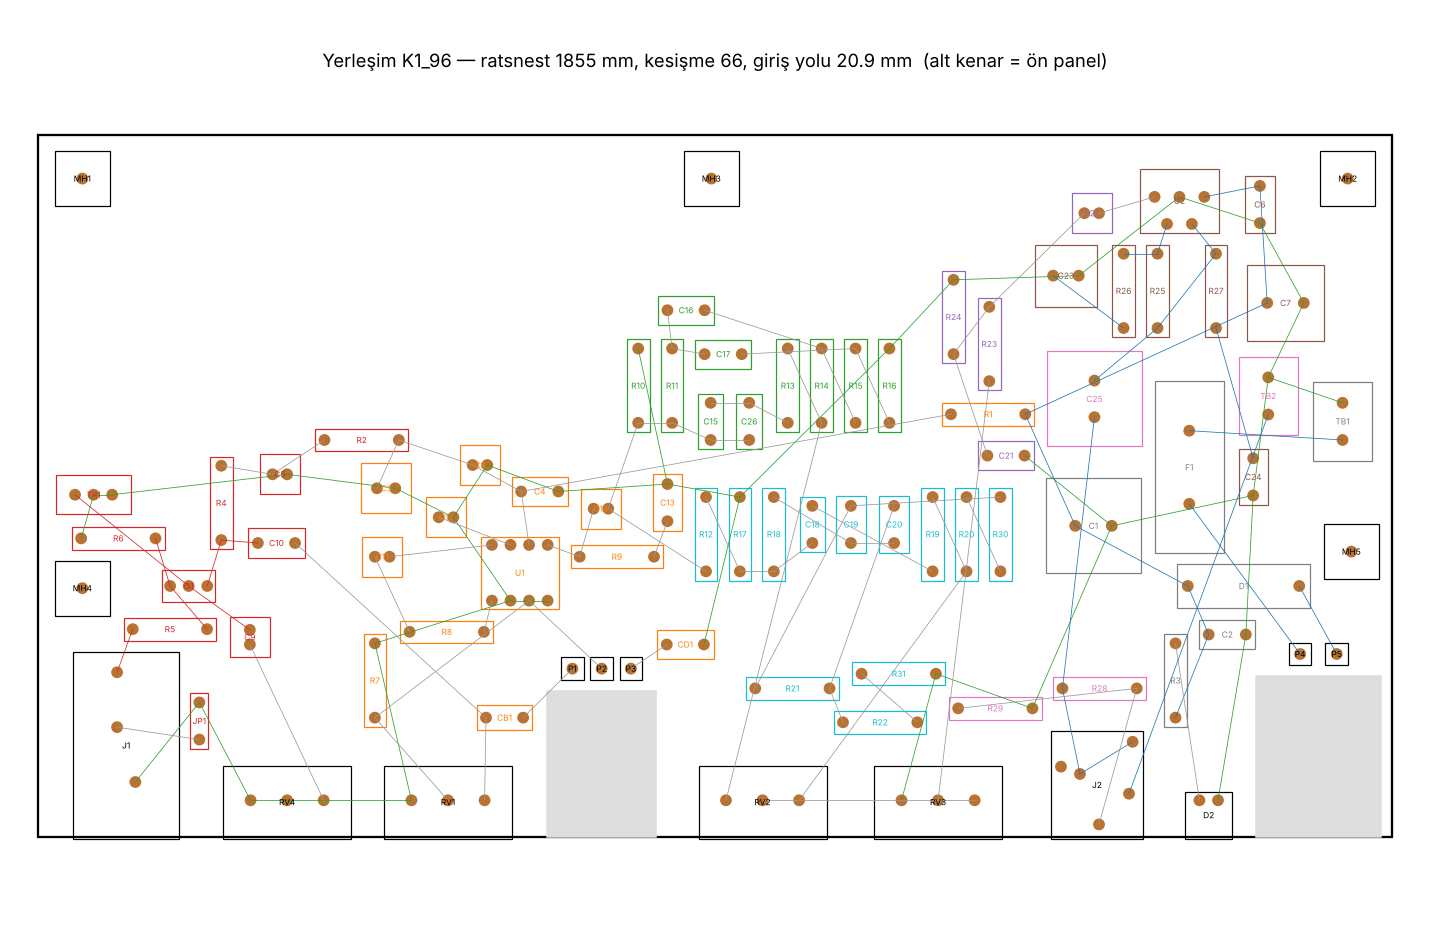 Yerleşim K1_96 — ratsnest 1855 mm, kesişme 66, giriş yolu 20.9 mm  (alt kenar = ön panel)
MH1
MH3
MH2
C6
C23
R26
R25
R27
C7
R24
R23
C16
C17
R10
R11
R13
R14
R15
R16
C15
C26
C25
TB2
TB1
R1
R2
C21
F1
C24
R4
C4
C13
R6
C10
R9
R12
R17
R18
C18
C19
C20
R19
R20
R30
C1
MH5
U1
MH4
R5
R8
CD1
C2
P1
P2
P3
P4
P5
R7
R31
R21
R28
R3
R29
R22
JP1
CB1
J1
J2
RV4
RV1
RV2
RV3
D2